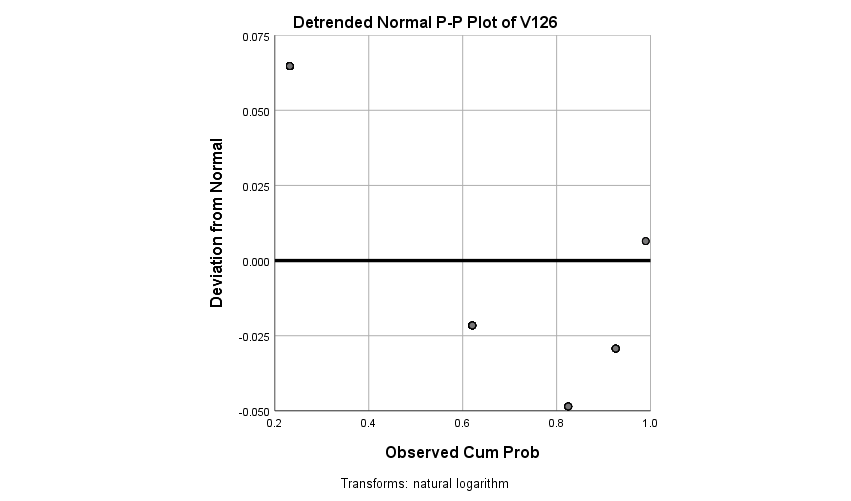 Detrended Normal P-P Plot of V126
0.075
0.050
0.025
0.000
-0.025
-0.050
Deviation from Normal
0.2 0.4 0.6 0.8 1.0
Observed Cum Prob
Transforms: natural logarithm